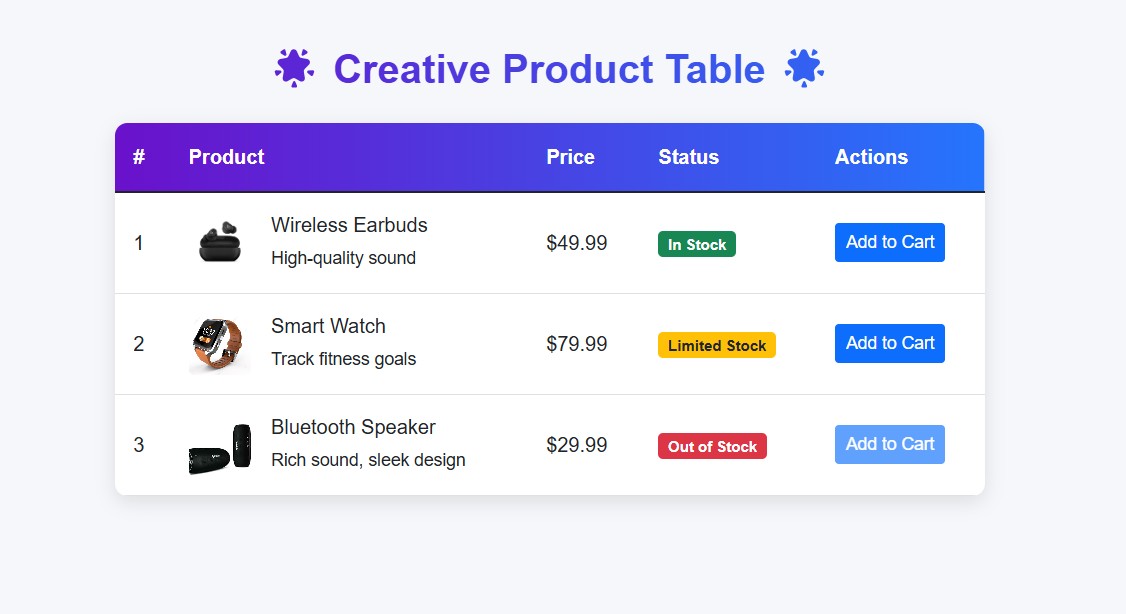 🌟 Creative Product Table 🌟
# Product Price Status Actions
1 Wireless Earbuds $49.99 In Stock Add to Cart
High-quality sound
2 Smart Watch $79.99 Limited Stock Add to Cart
Track fitness goals
3 Bluetooth Speaker $29.99 Out of Stock Add to Cart
Rich sound, sleek design